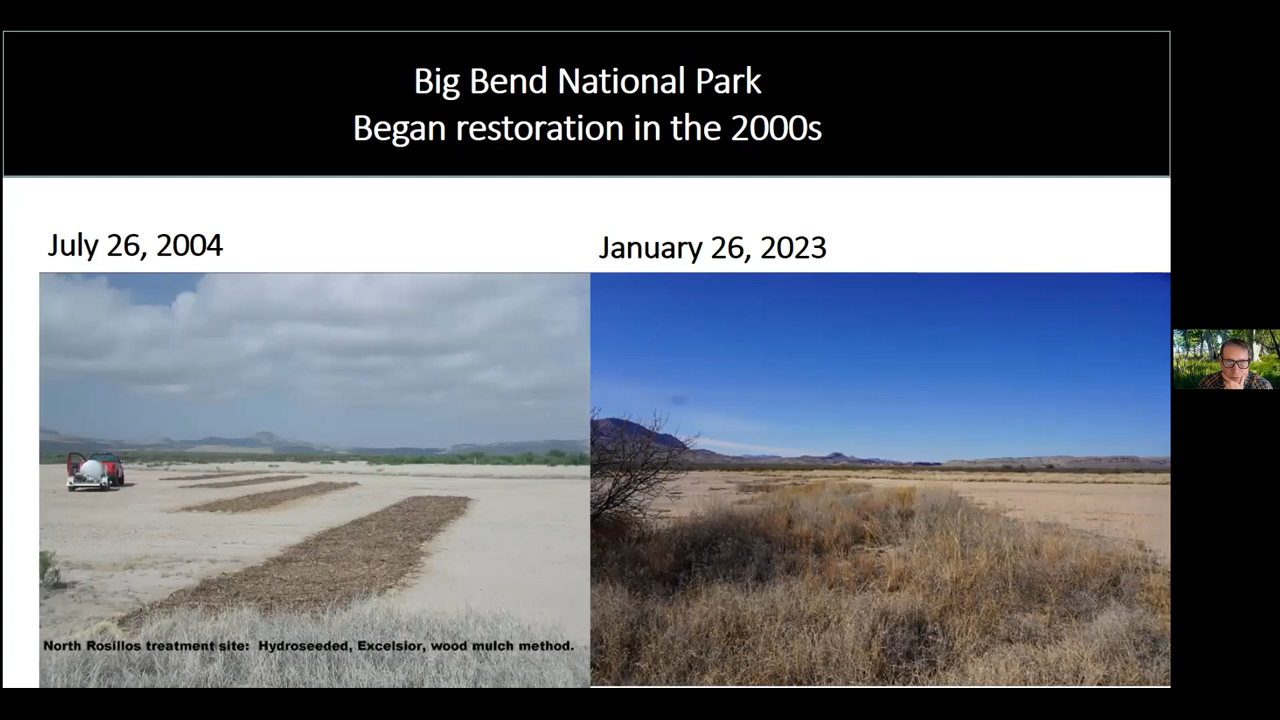 Big Bend National Park
Began restoration in the 2000s
July 26, 2004
January 26, 2023
North Rosillos treatment site: Hydroseeded, Excelsior, wood mulch method.